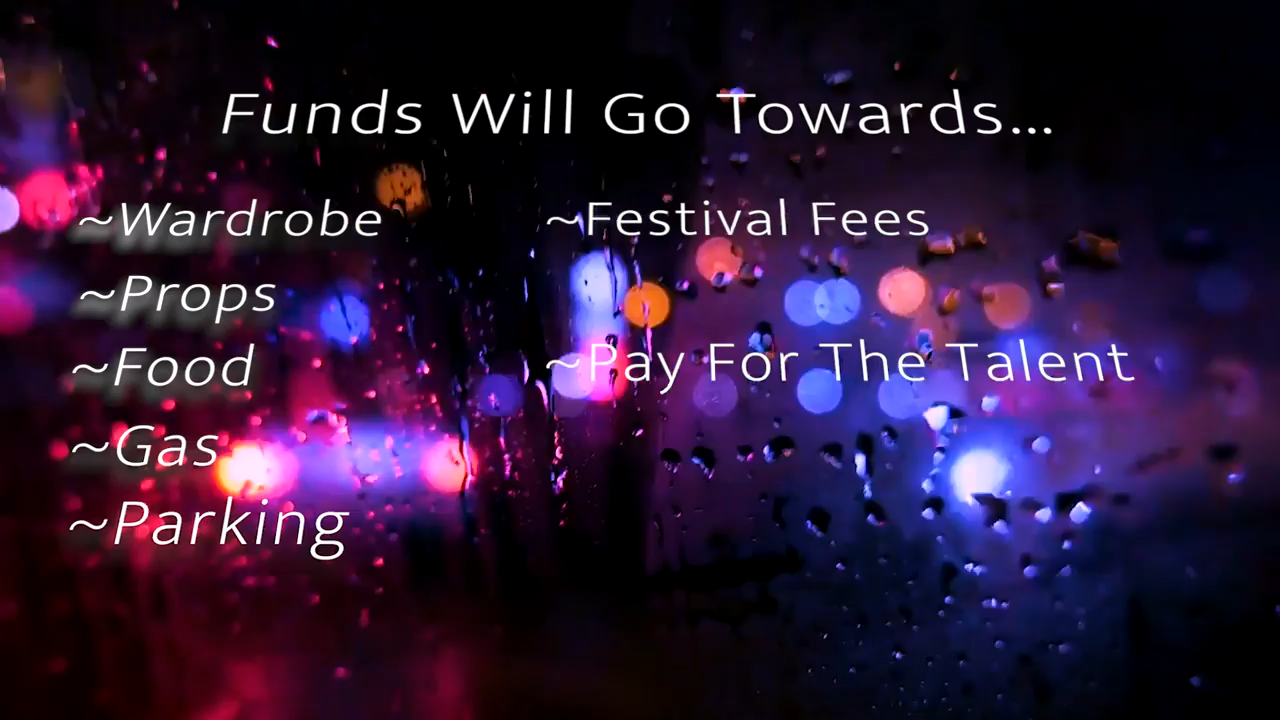 Funds Will Go Towards...
~Wardrobe
~Props
~Food
~Gas
~Parking
~Festival Fees
~Pay For The Talent